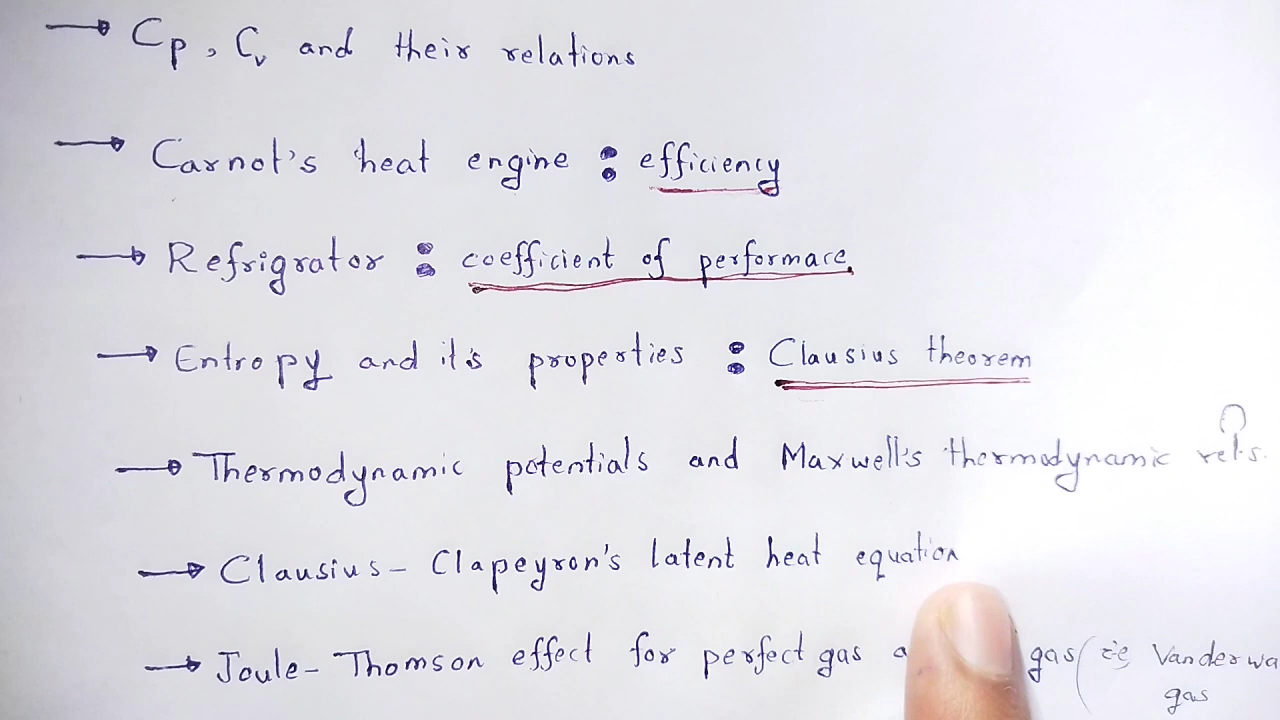 → Cp, Cv and their relations
→ Carnot's heat engine : efficiency
→ Refrigrator : coefficient of performace
→ Entropy and it's properties : Clausius theorem
→ Thermodynamic potentials and Maxwell's thermodynamic rel.s.
→ Clausius - Clapeyron's latent heat equation
→ Joule - Thomson effect for perfect gas gas (ie Vanderwa
gas